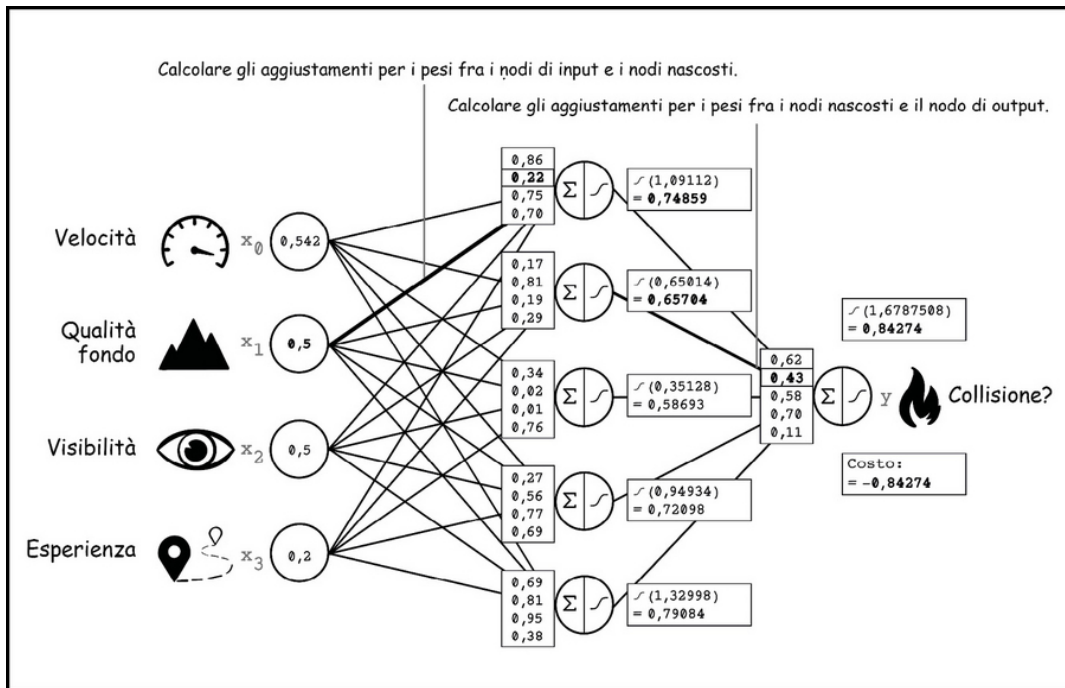 Calcolare gli aggiustamenti per i pesi fra i nodi di input e i nodi nascosti.
Calcolare gli aggiustamenti per i pesi fra i nodi nascosti e il nodo di output.
Velocità
x0
0,542
Qualità
fondo
x1
0,5
Visibilità
x2
0,5
Esperienza
x3
0,2
0,86
0,22
0,75
0,70
Σ
(1,09112)
= 0,74859
0,17
0,81
0,19
0,29
Σ
(0,65014)
= 0,65704
0,34
0,02
0,01
0,76
Σ
(0,35128)
= 0,58693
0,27
0,56
0,77
0,69
Σ
(0,94934)
= 0,72098
0,69
0,81
0,95
0,38
Σ
(1,32998)
= 0,79084
0,62
0,43
0,58
0,70
0,11
Σ
(1,6787508)
= 0,84274
y
Collisione?
Costo:
= -0,84274